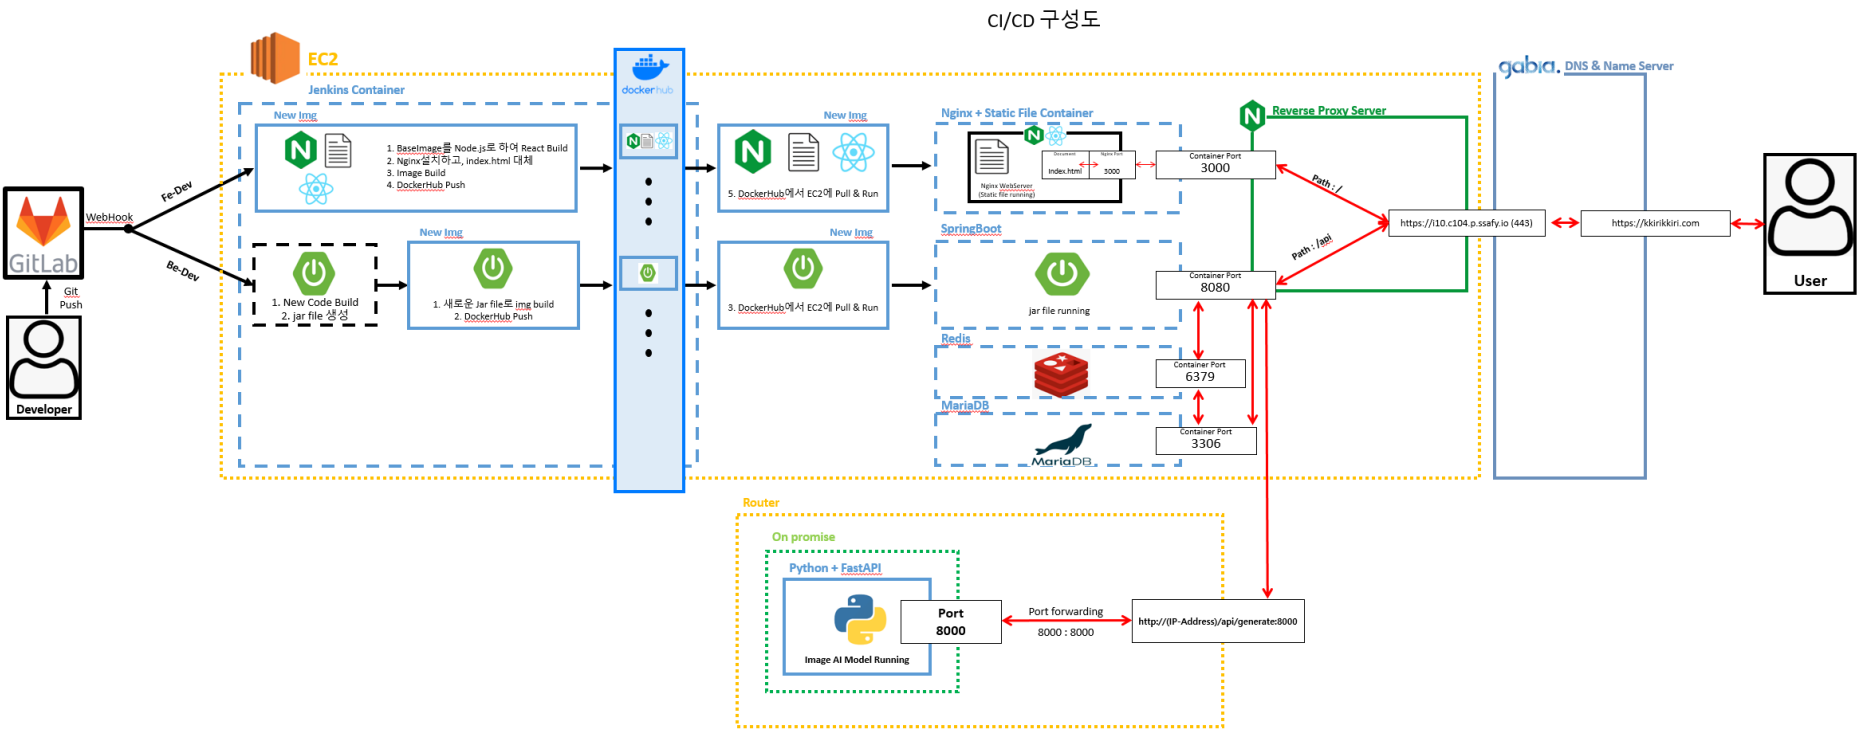 CI/CD 구성도
EC2
Jenkins Container
dockerhub
gabia. DNS & Name Server
New Img
1. BaseImage를 Node.js로 하여 React Build
2. Nginx설치하고, index.html 대체
3. Image Build
4. DockerHub Push
New Img
5. DockerHub에서 EC2에 Pull & Run
Nginx + Static File Container
Nginx WebServer
(Static file running)
Document
Index.html
Nginx Port
3000
Container Port
3000
Reverse Proxy Server
Path : /
Path : /api
https://i10.c104.p.ssafy.io (443)
https://kkirikkiri.com
User
GitLab
WebHook
Fe-Dev
Be-Dev
Git
Push
Developer
1. New Code Build
2. jar file 생성
New Img
1. 새로운 Jar file로 img build
2. DockerHub Push
New Img
3. DockerHub에서 EC2에 Pull & Run
SpringBoot
jar file running
Container Port
8080
Redis
Container Port
6379
MariaDB
MariaDB
Container Port
3306
Router
On promise
Python + FastAPI
Image AI Model Running
Port
8000
Port forwarding
8000 : 8000
http://(IP-Address)/api/generate:8000